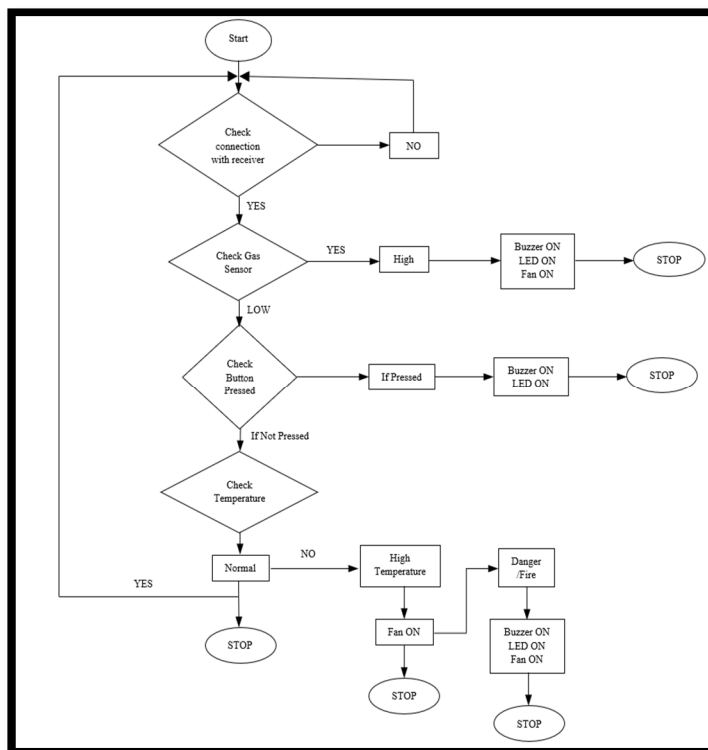 Start
Check
connection
with receiver
NO
YES
Check Gas
Sensor
YES
High
Buzzer ON
LED ON
Fan ON
STOP
LOW
Check
Button
Pressed
If Pressed
Buzzer ON
LED ON
STOP
If Not Pressed
Check
Temperature
Normal
NO
High
Temperature
Danger
/Fire
YES
STOP
Fan ON
STOP
Buzzer ON
LED ON
Fan ON
STOP